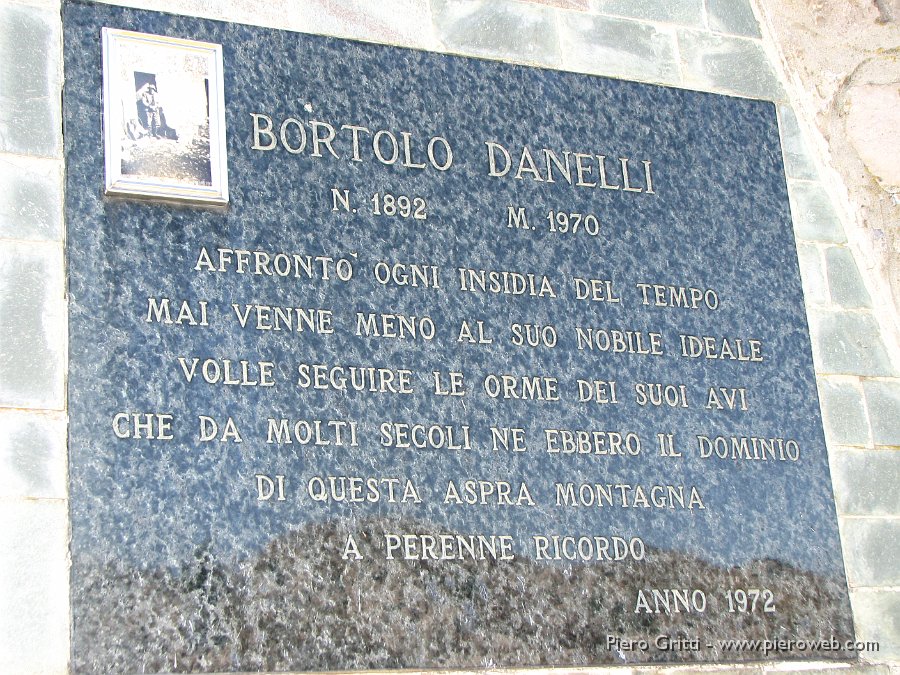 BORTOLO DANELLI
N. 1892 M. 1970
AFFRONTO' OGNI INSIDIA DEL TEMPO
MAI VENNE MENO AL SUO NOBILE IDEALE
VOLLE SEGUIRE LE ORME DEI SUOI AVI
CHE DA MOLTI SECOLI NE EBBERO IL DOMINIO
DI QUESTA ASPRA MONTAGNA
A PERENNE RICORDO
ANNO 1972
Piero Gritti - www.pieroweb.com